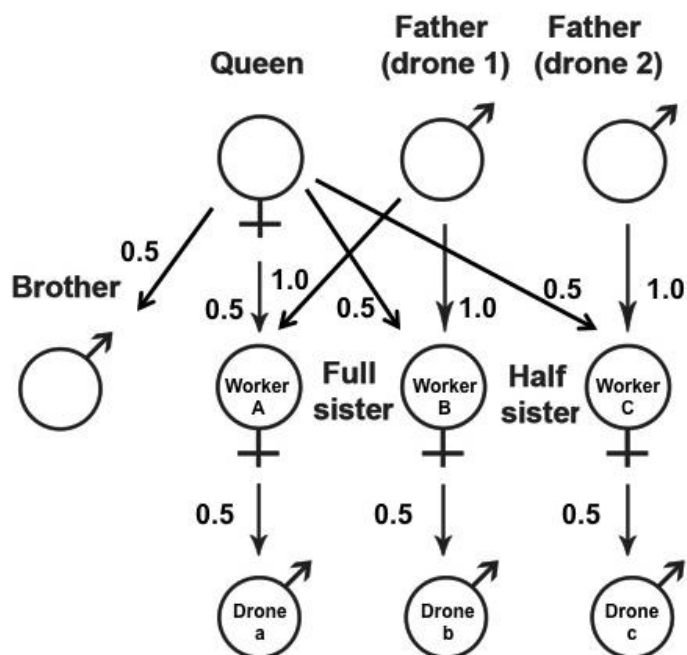 Father
(drone 1)
Father
(drone 2)
Queen
0.5
Brother
0.5
1.0
0.5
1.0
0.5
1.0
Worker
A
Full
sister
Worker
B
Half
sister
Worker
C
0.5
0.5
0.5
Drone
a
Drone
b
Drone
c